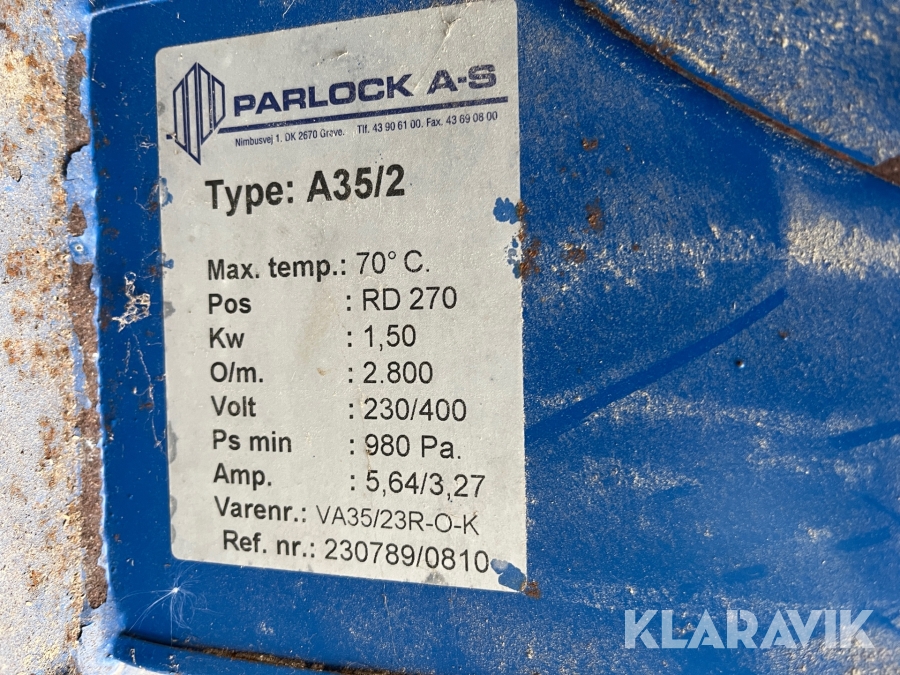 PARLOCK A-S
Nimbusvej 1. DK 2670 Greve. Tlf. 43 90 61 00. Fax. 43 69 08 00
Type: A35/2
Max. temp.: 70° C.
Pos : RD 270
Kw : 1,50
O/m. : 2.800
Volt : 230/400
Ps min : 980 Pa.
Amp. : 5,64/3,27
Varenr.: VA35/23R-O-K
Ref. nr.: 230789/0810
KLARAVIK